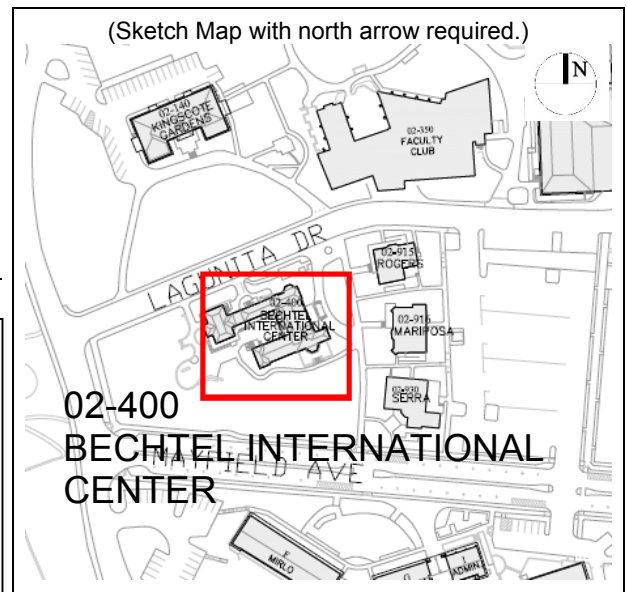 (Sketch Map with north arrow required.)
N
02-140
KINGSCOTE
GARDENS
02-350
FACULTY
CLUB
LAGUNITA DR
02-915
ROGERS
02-400
BECHTEL
INTERNATIONAL
CENTER
02-916
MARIPOSA
02-930
SERRA
02-400
BECHTEL INTERNATIONAL
CENTER
MAYFIELD AVE
F
MIRLO
I
ADMIN.